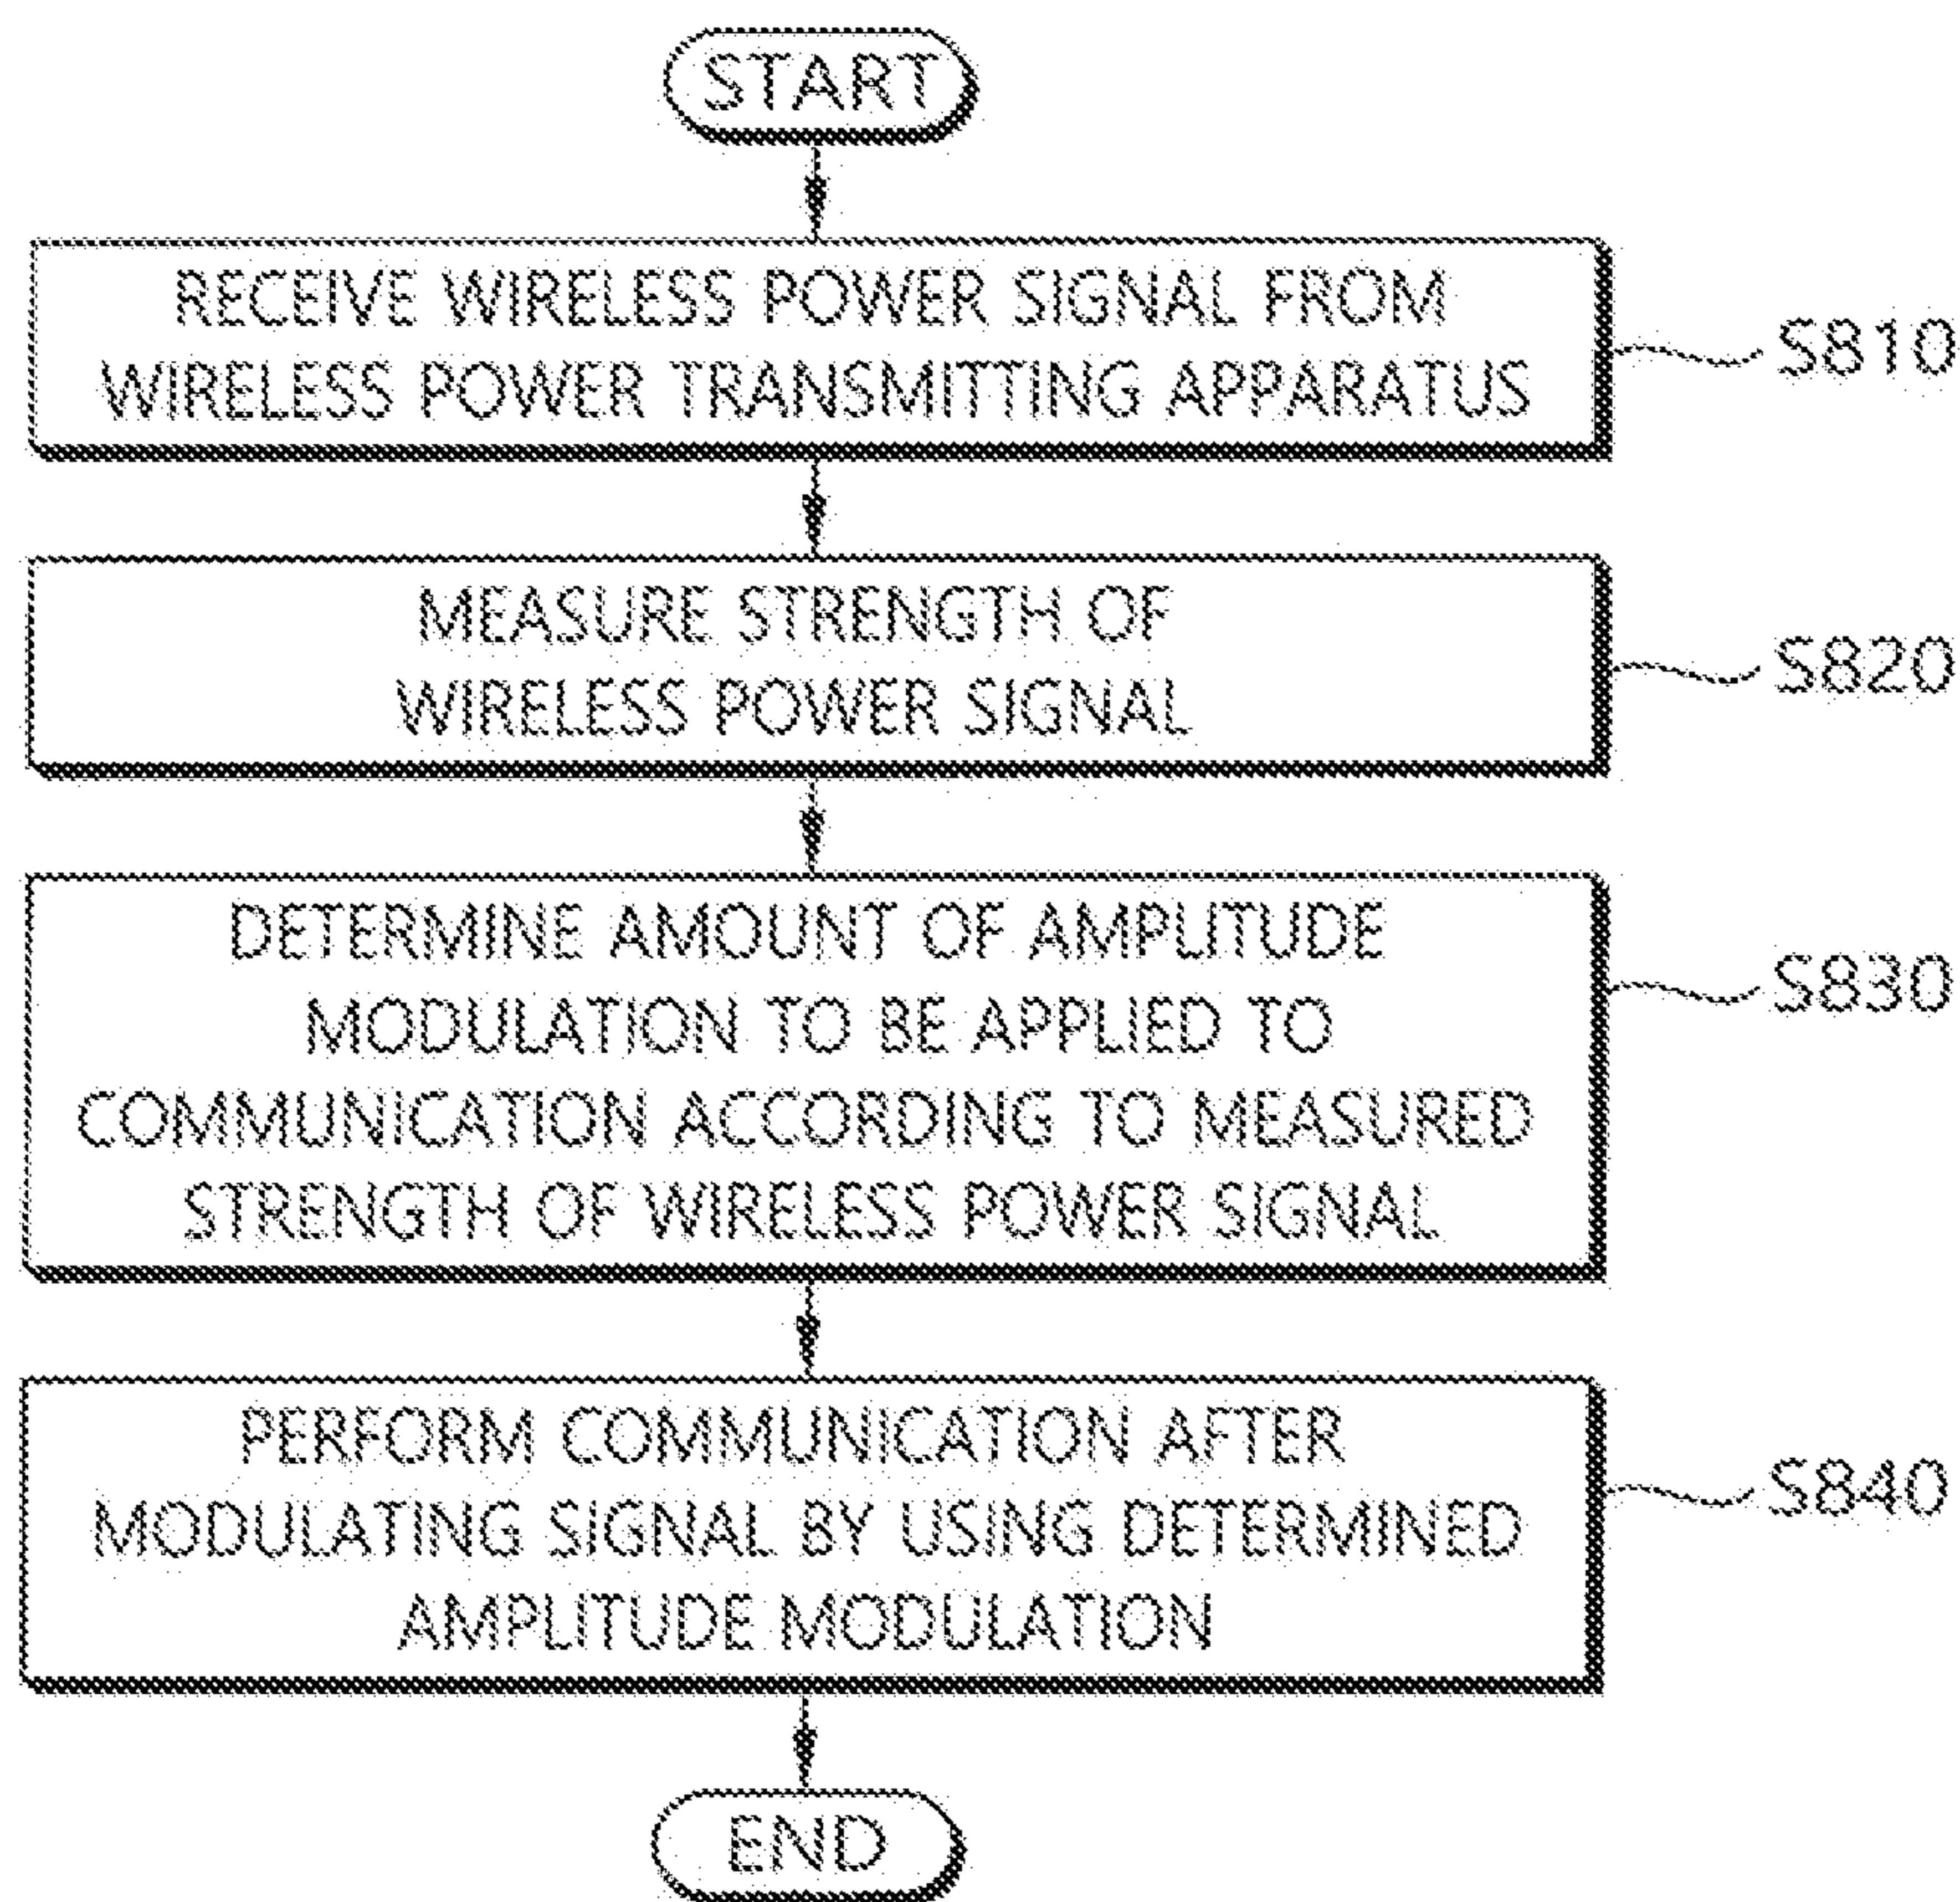 START
RECEIVE WIRELESS POWER SIGNAL FROM
WIRELESS POWER TRANSMITTING APPARATUS
S810
MEASURE STRENGTH OF
WIRELESS POWER SIGNAL
S820
DETERMINE AMOUNT OF AMPLITUDE
MODULATION TO BE APPLIED TO
COMMUNICATION ACCORDING TO MEASURED
STRENGTH OF WIRELESS POWER SIGNAL
S830
PERFORM COMMUNICATION AFTER
MODULATING SIGNAL BY USING DETERMINED
AMPLITUDE MODULATION
S840
END